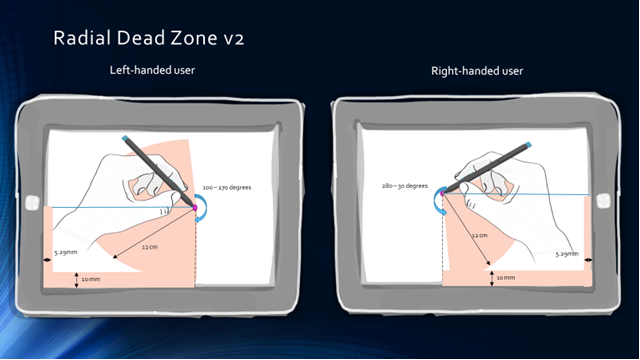 Radial Dead Zone v2
Left-handed user
Right-handed user
100 – 270 degrees
12 cm
5.29mm
10 mm
280 – 30 degrees
12 cm
5.29mm
10 mm